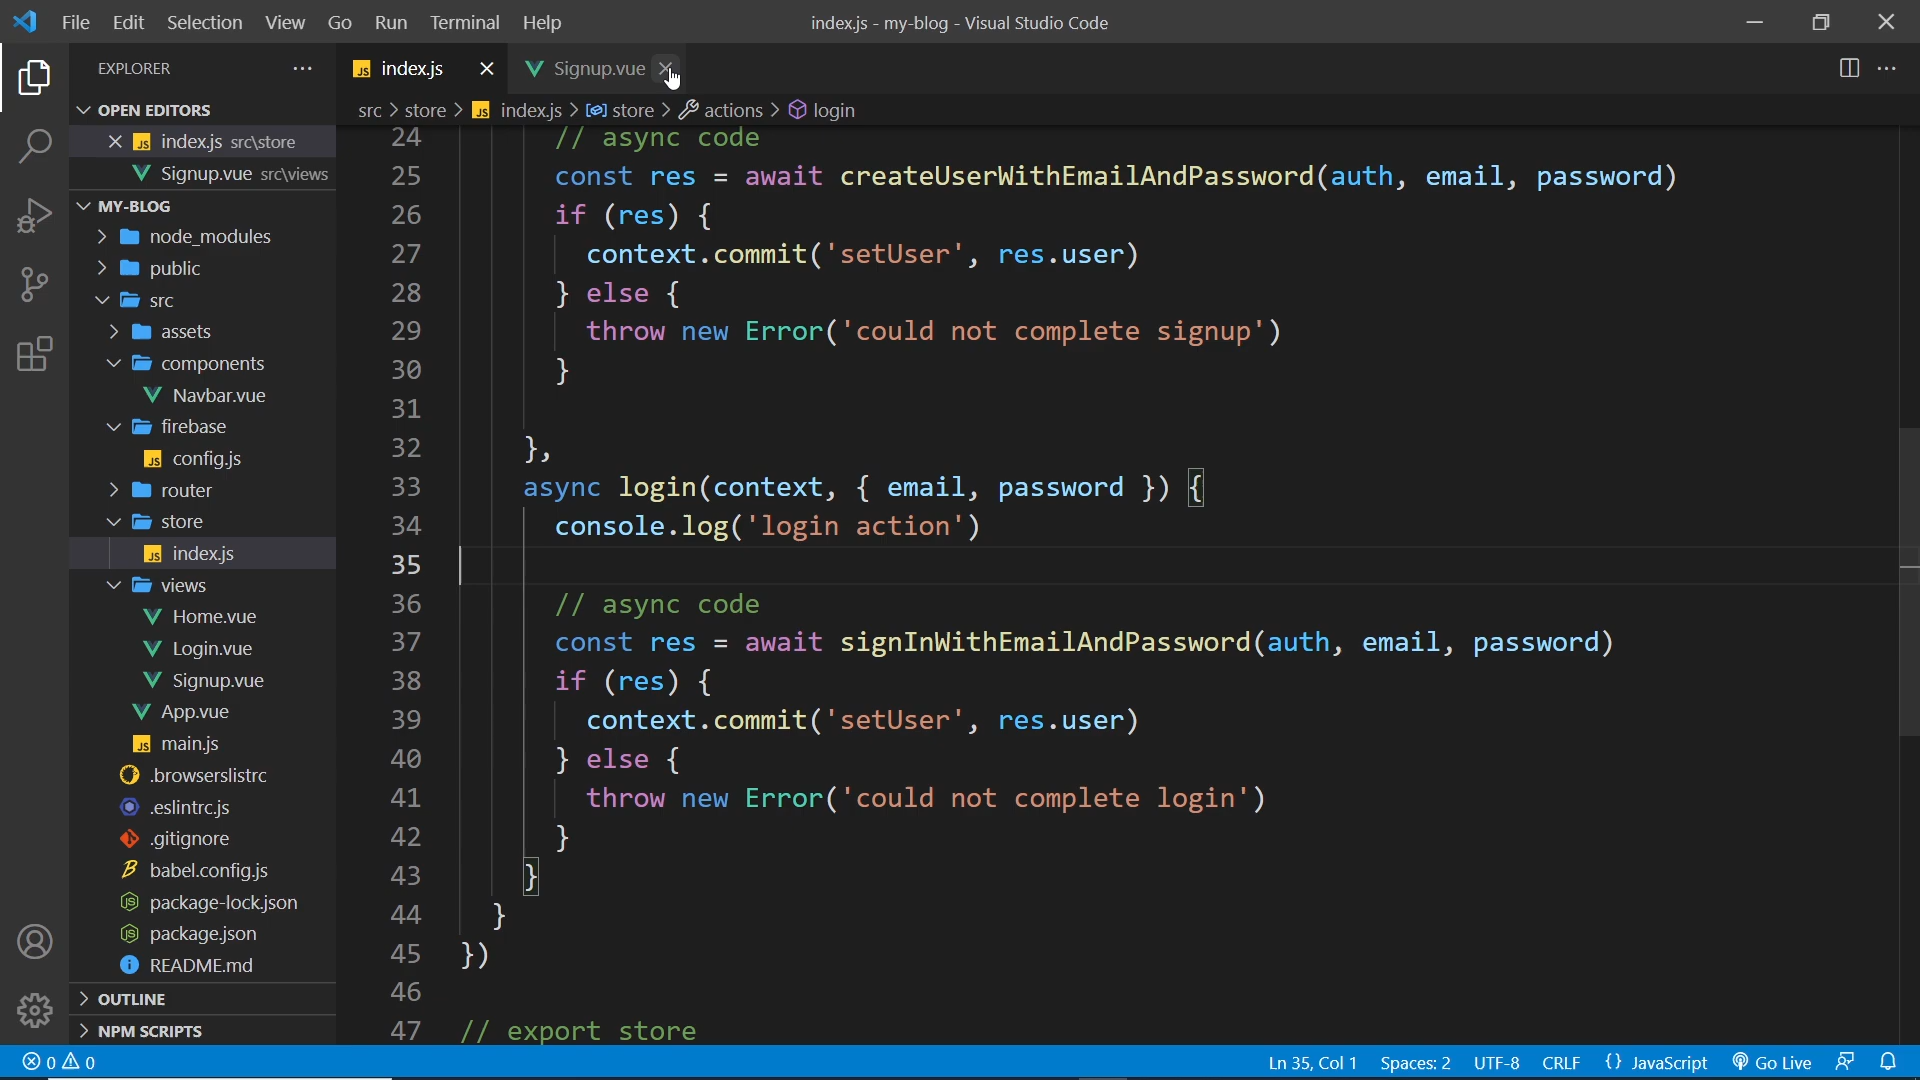 File Edit Selection View Go Run Terminal Help
index.js - my-blog - Visual Studio Code
EXPLORER
OPEN EDITORS
index.js src\store
Signup.vue src\views
MY-BLOG
node_modules
public
src
assets
components
Navbar.vue
firebase
config.js
router
store
index.js
views
Home.vue
Login.vue
Signup.vue
App.vue
main.js
.browserslistrc
.eslintrc.js
.gitignore
babel.config.js
package-lock.json
package.json
README.md
OUTLINE
NPM SCRIPTS
index.js
Signup.vue
src > store > index.js > store > actions > login
24 // async code
25 const res = await createUserWithEmailAndPassword(auth, email, password)
26 if (res) {
27 context.commit('setUser', res.user)
28 } else {
29 throw new Error('could not complete signup')
30 }
31
32 },
33 async login(context, { email, password }) {
34 console.log('login action')
35
36 // async code
37 const res = await signInWithEmailAndPassword(auth, email, password)
38 if (res) {
39 context.commit('setUser', res.user)
40 } else {
41 throw new Error('could not complete login')
42 }
43 }
44 }
45 })
46
47 // export store
0 0
Ln 35, Col 1 Spaces: 2 UTF-8 CRLF {} JavaScript Go Live